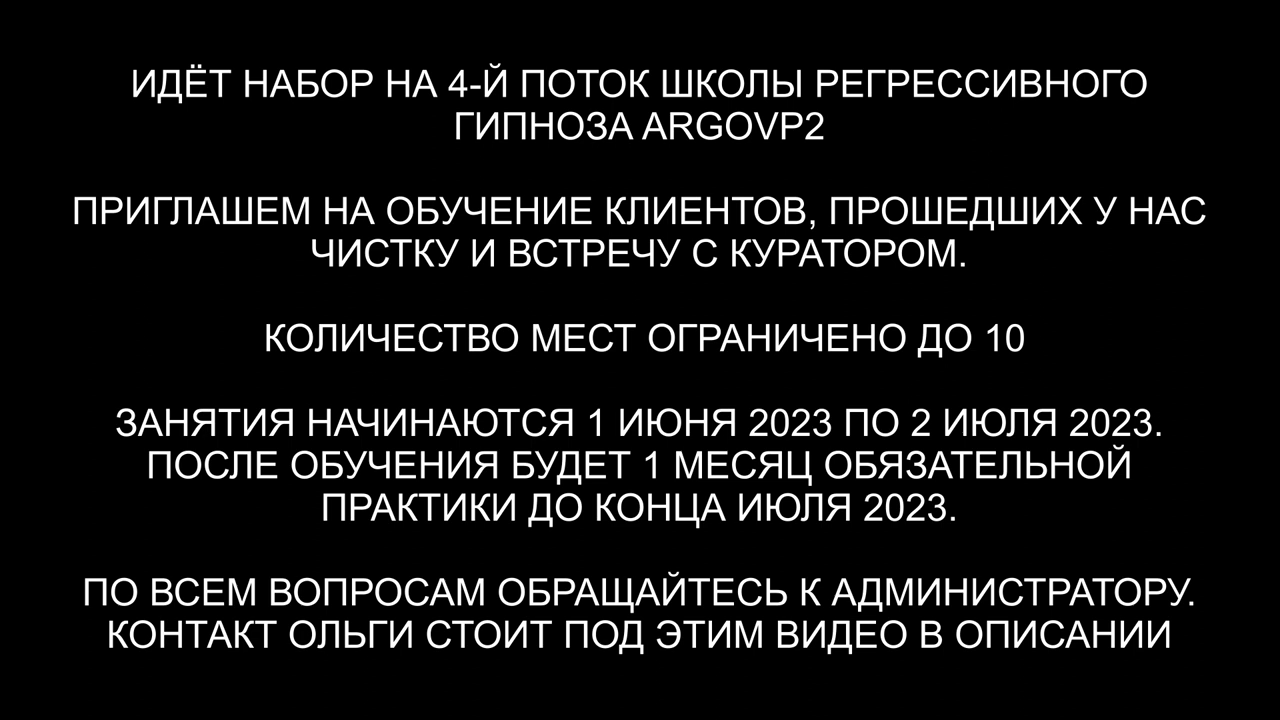 ИДЁТ НАБОР НА 4-Й ПОТОК ШКОЛЫ РЕГРЕССИВНОГО
ГИПНОЗА ARGOVP2
ПРИГЛАШЕМ НА ОБУЧЕНИЕ КЛИЕНТОВ, ПРОШЕДШИХ У НАС
ЧИСТКУ И ВСТРЕЧУ С КУРАТОРОМ.
КОЛИЧЕСТВО МЕСТ ОГРАНИЧЕНО ДО 10
ЗАНЯТИЯ НАЧИНАЮТСЯ 1 ИЮНЯ 2023 ПО 2 ИЮЛЯ 2023.
ПОСЛЕ ОБУЧЕНИЯ БУДЕТ 1 МЕСЯЦ ОБЯЗАТЕЛЬНОЙ
ПРАКТИКИ ДО КОНЦА ИЮЛЯ 2023.
ПО ВСЕМ ВОПРОСАМ ОБРАЩАЙТЕСЬ К АДМИНИСТРАТОРУ.
КОНТАКТ ОЛЬГИ СТОИТ ПОД ЭТИМ ВИДЕО В ОПИСАНИИ